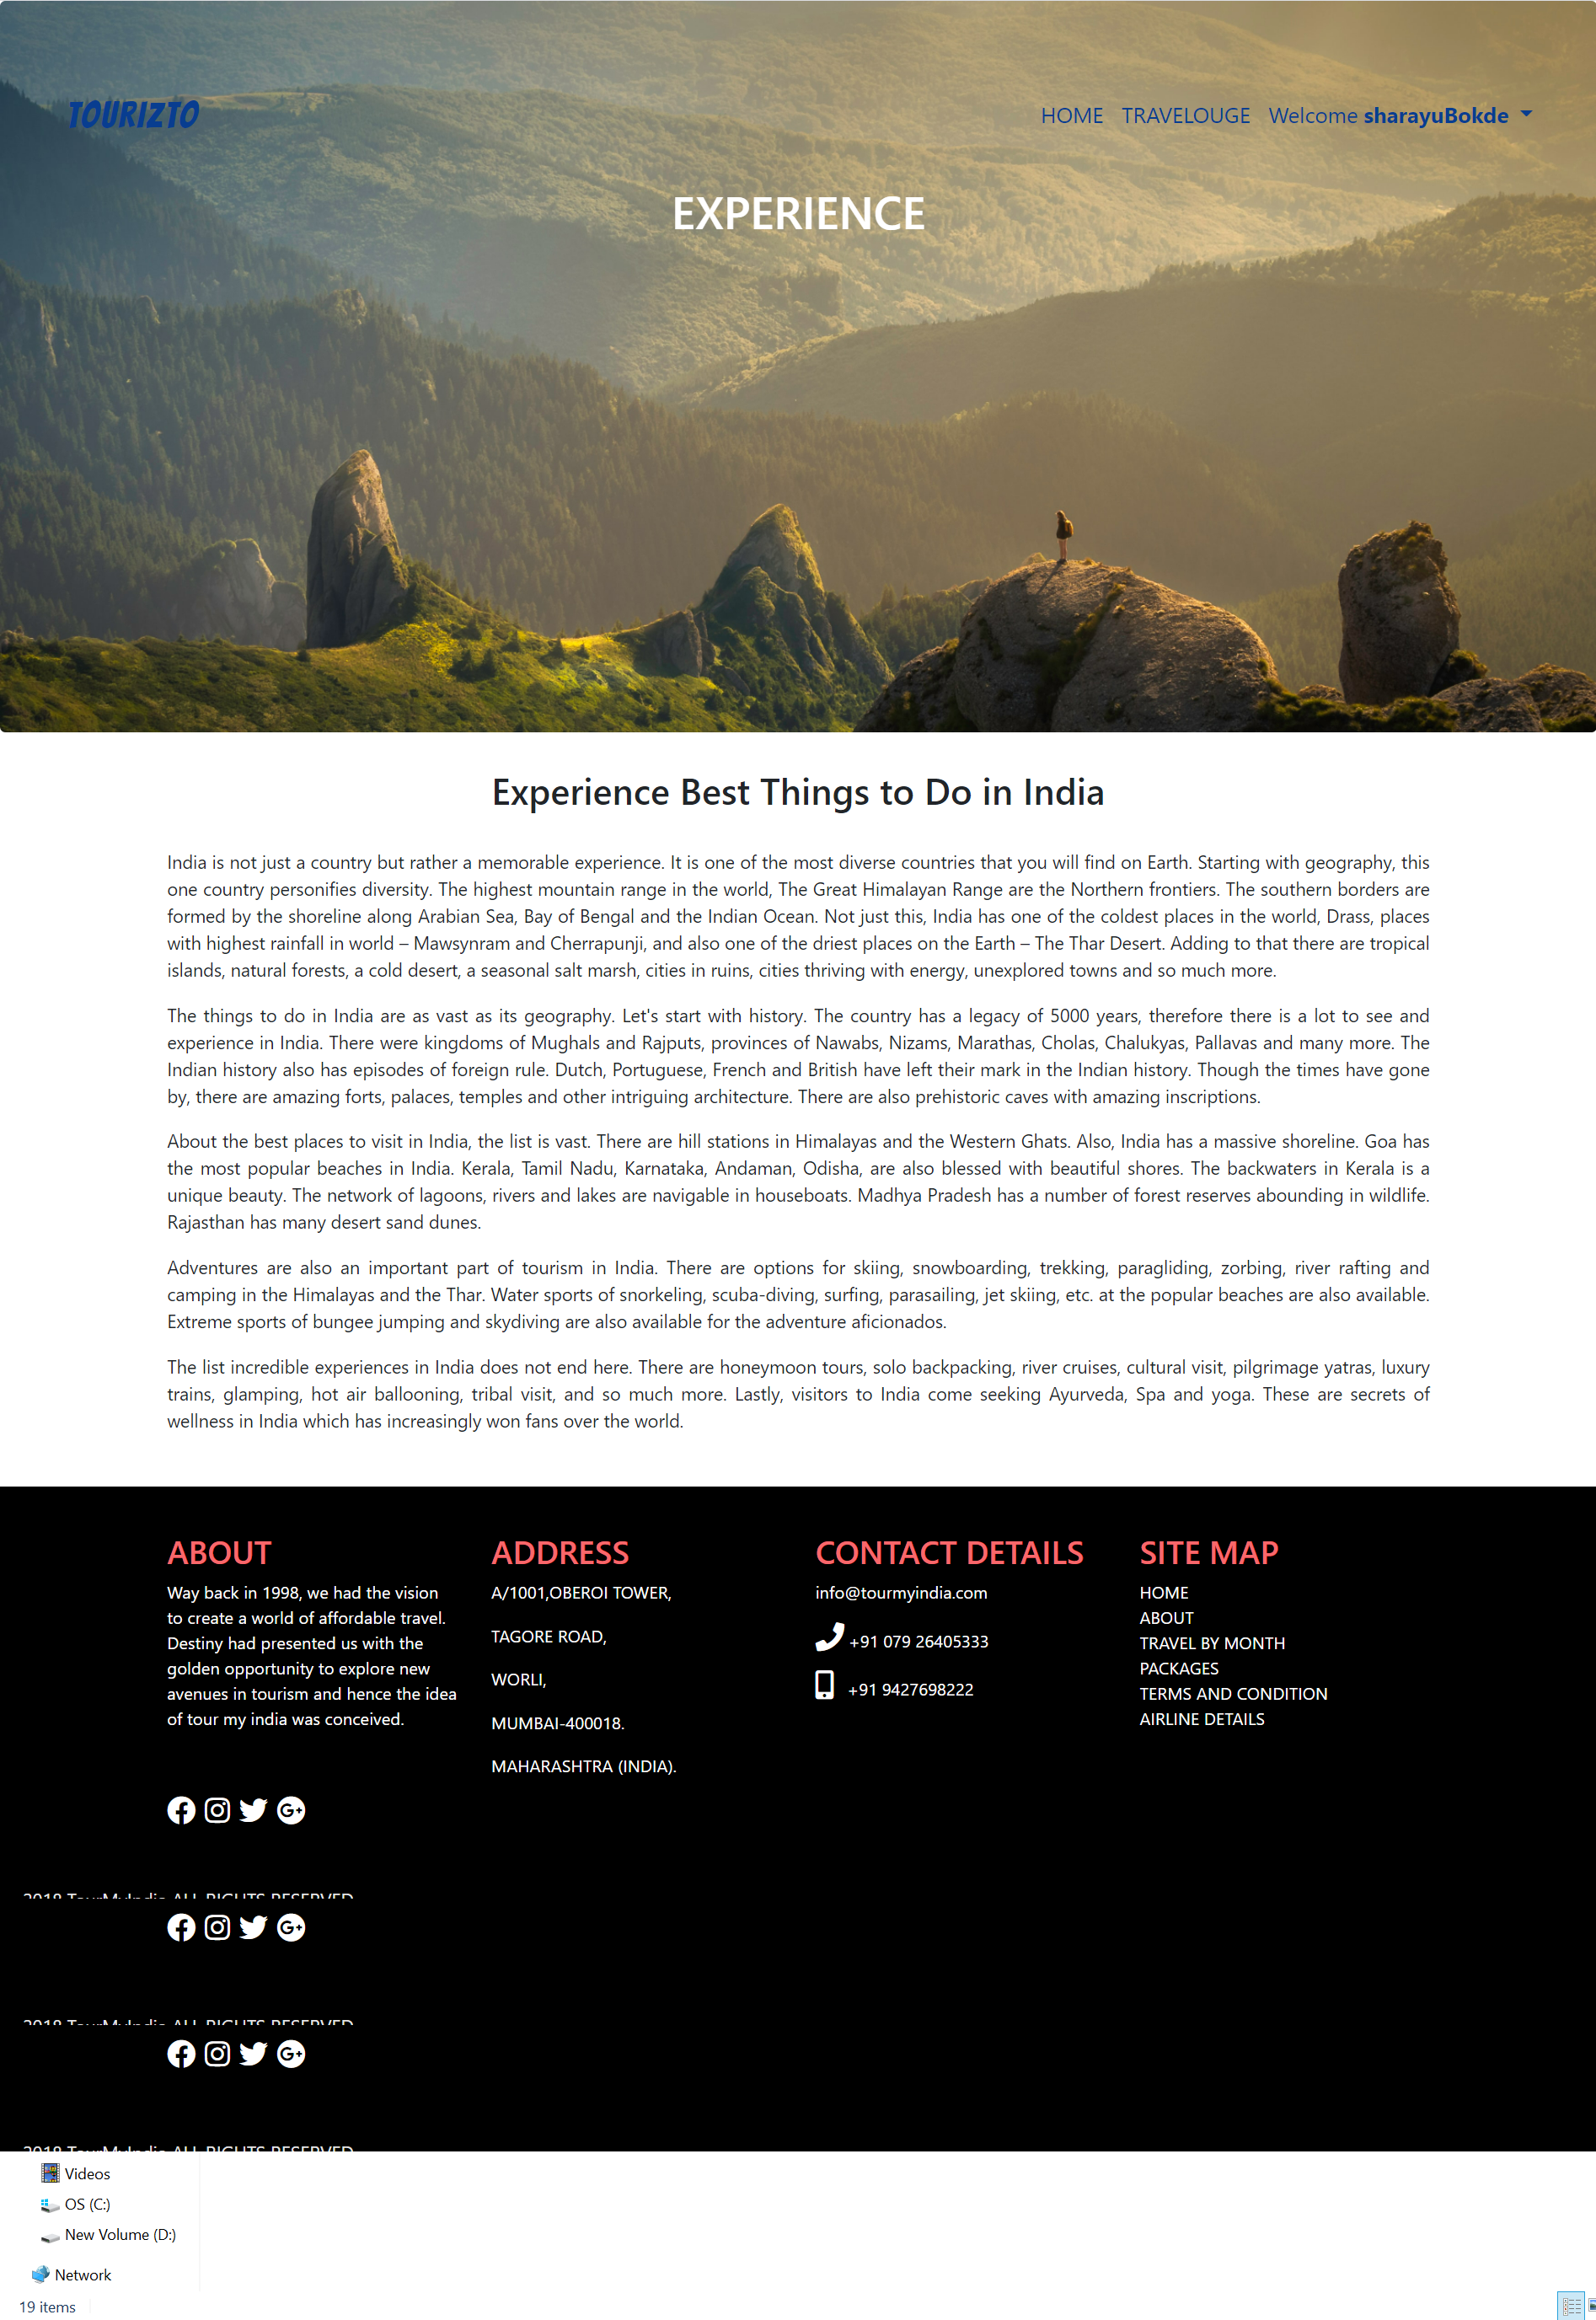 TOURIZTO
HOME TRAVELOUGE Welcome sharayuBokde
EXPERIENCE
Experience Best Things to Do in India
India is not just a country but rather a memorable experience. It is one of the most diverse countries that you will find on Earth. Starting with geography, this
one country personifies diversity. The highest mountain range in the world, The Great Himalayan Range are the Northern frontiers. The southern borders are
formed by the shoreline along Arabian Sea, Bay of Bengal and the Indian Ocean. Not just this, India has one of the coldest places in the world, Drass, places
with highest rainfall in world – Mawsynram and Cherrapunji, and also one of the driest places on the Earth – The Thar Desert. Adding to that there are tropical
islands, natural forests, a cold desert, a seasonal salt marsh, cities in ruins, cities thriving with energy, unexplored towns and so much more.
The things to do in India are as vast as its geography. Let's start with history. The country has a legacy of 5000 years, therefore there is a lot to see and
experience in India. There were kingdoms of Mughals and Rajputs, provinces of Nawabs, Nizams, Marathas, Cholas, Chalukyas, Pallavas and many more. The
Indian history also has episodes of foreign rule. Dutch, Portuguese, French and British have left their mark in the Indian history. Though the times have gone
by, there are amazing forts, palaces, temples and other intriguing architecture. There are also prehistoric caves with amazing inscriptions.
About the best places to visit in India, the list is vast. There are hill stations in Himalayas and the Western Ghats. Also, India has a massive shoreline. Goa has
the most popular beaches in India. Kerala, Tamil Nadu, Karnataka, Andaman, Odisha, are also blessed with beautiful shores. The backwaters in Kerala is a
unique beauty. The network of lagoons, rivers and lakes are navigable in houseboats. Madhya Pradesh has a number of forest reserves abounding in wildlife.
Rajasthan has many desert sand dunes.
Adventures are also an important part of tourism in India. There are options for skiing, snowboarding, trekking, paragliding, zorbing, river rafting and
camping in the Himalayas and the Thar. Water sports of snorkeling, scuba-diving, surfing, parasailing, jet skiing, etc. at the popular beaches are also available.
Extreme sports of bungee jumping and skydiving are also available for the adventure aficionados.
The list incredible experiences in India does not end here. There are honeymoon tours, solo backpacking, river cruises, cultural visit, pilgrimage yatras, luxury
trains, glamping, hot air ballooning, tribal visit, and so much more. Lastly, visitors to India come seeking Ayurveda, Spa and yoga. These are secrets of
wellness in India which has increasingly won fans over the world.
ABOUT
Way back in 1998, we had the vision
to create a world of affordable travel.
Destiny had presented us with the
golden opportunity to explore new
avenues in tourism and hence the idea
of tour my india was conceived.
ADDRESS
A/1001,OBEROI TOWER,
TAGORE ROAD,
WORLI,
MUMBAI-400018.
MAHARASHTRA (INDIA).
CONTACT DETAILS
info@tourmyindia.com
+91 079 26405333
+91 9427698222
SITE MAP
HOME
ABOUT
TRAVEL BY MONTH
PACKAGES
TERMS AND CONDITION
AIRLINE DETAILS
2018 TourMyIndia ALL RIGHTS RESERVED
2018 TourMyIndia ALL RIGHTS RESERVED
2018 TourMyIndia ALL RIGHTS RESERVED
Videos
OS (C:)
New Volume (D:)
Network
19 items